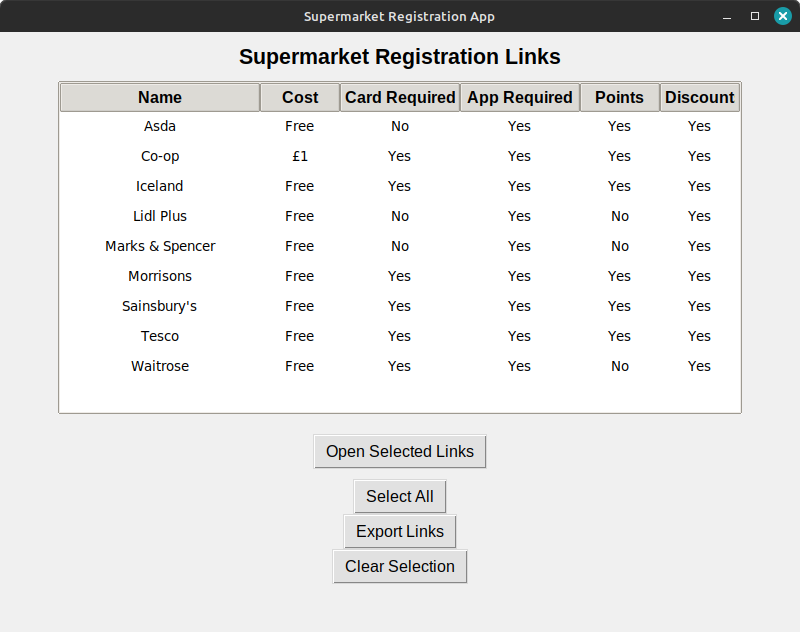 Supermarket Registration App
Supermarket Registration Links
Name Cost Card Required App Required Points Discount
Asda Free No Yes Yes Yes
Co-op £1 Yes Yes Yes Yes
Iceland Free Yes Yes Yes Yes
Lidl Plus Free No Yes No Yes
Marks & Spencer Free No Yes No Yes
Morrisons Free Yes Yes Yes Yes
Sainsbury's Free Yes Yes Yes Yes
Tesco Free Yes Yes Yes Yes
Waitrose Free Yes Yes No Yes
Open Selected Links
Select All
Export Links
Clear Selection